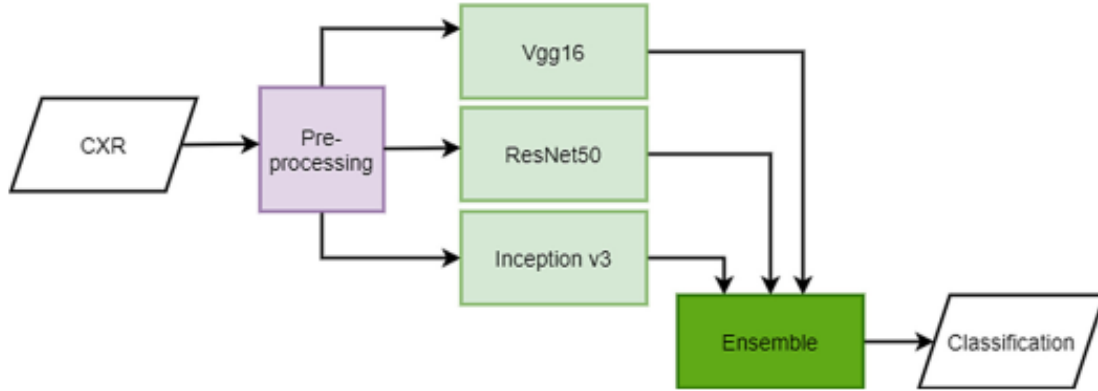 Vgg16
CXR
Pre-
processing
ResNet50
Inception v3
Ensemble
Classification